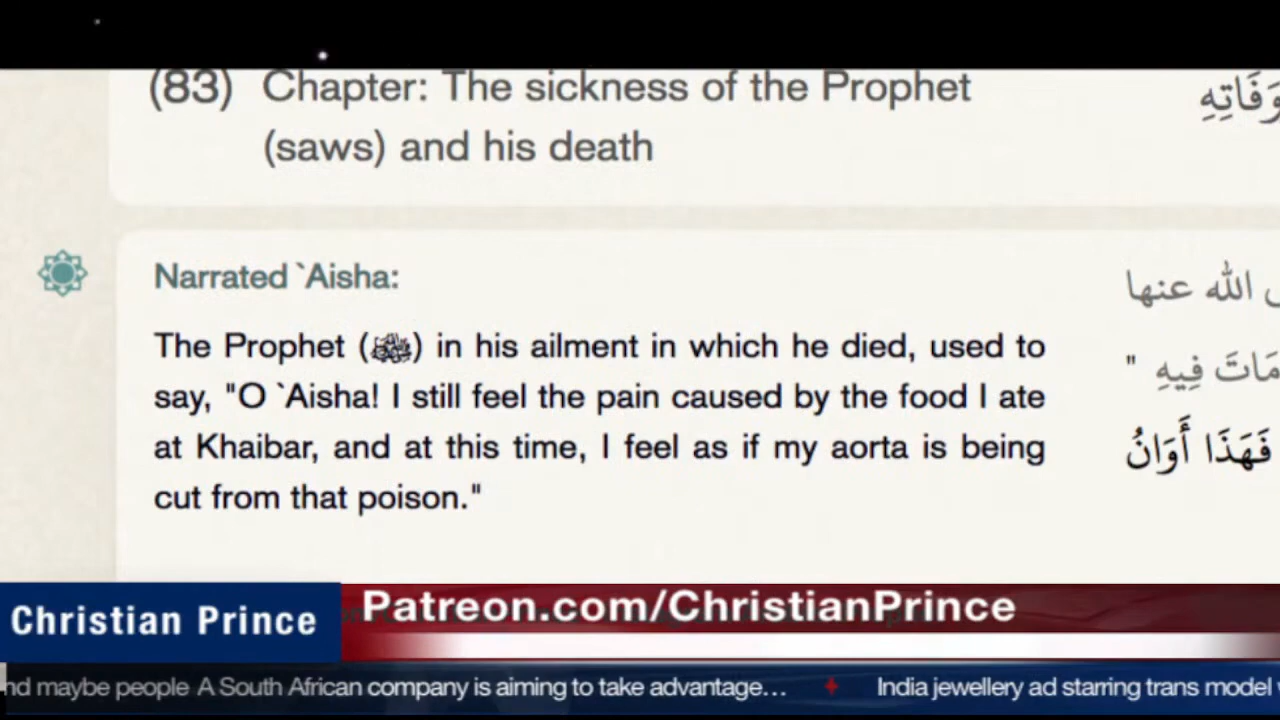 (83) Chapter: The sickness of the Prophet
(saws) and his death
وَفَاتِهِ
Narrated `Aisha:
The Prophet (ﷺ) in his ailment in which he died, used to
say, "O `Aisha! I still feel the pain caused by the food I ate
at Khaibar, and at this time, I feel as if my aorta is being
cut from that poison."
الله عنها
مَاتَ فِيهِ "
فَهَذَا أَوَانُ
Christian Prince
Patreon.com/ChristianPrince
nd maybe people A South African company is aiming to take advantage… India jewellery ad starring trans model